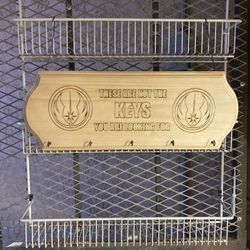 THESE ARE NOT THE
KEYS
YOU ARE LOOKING FOR